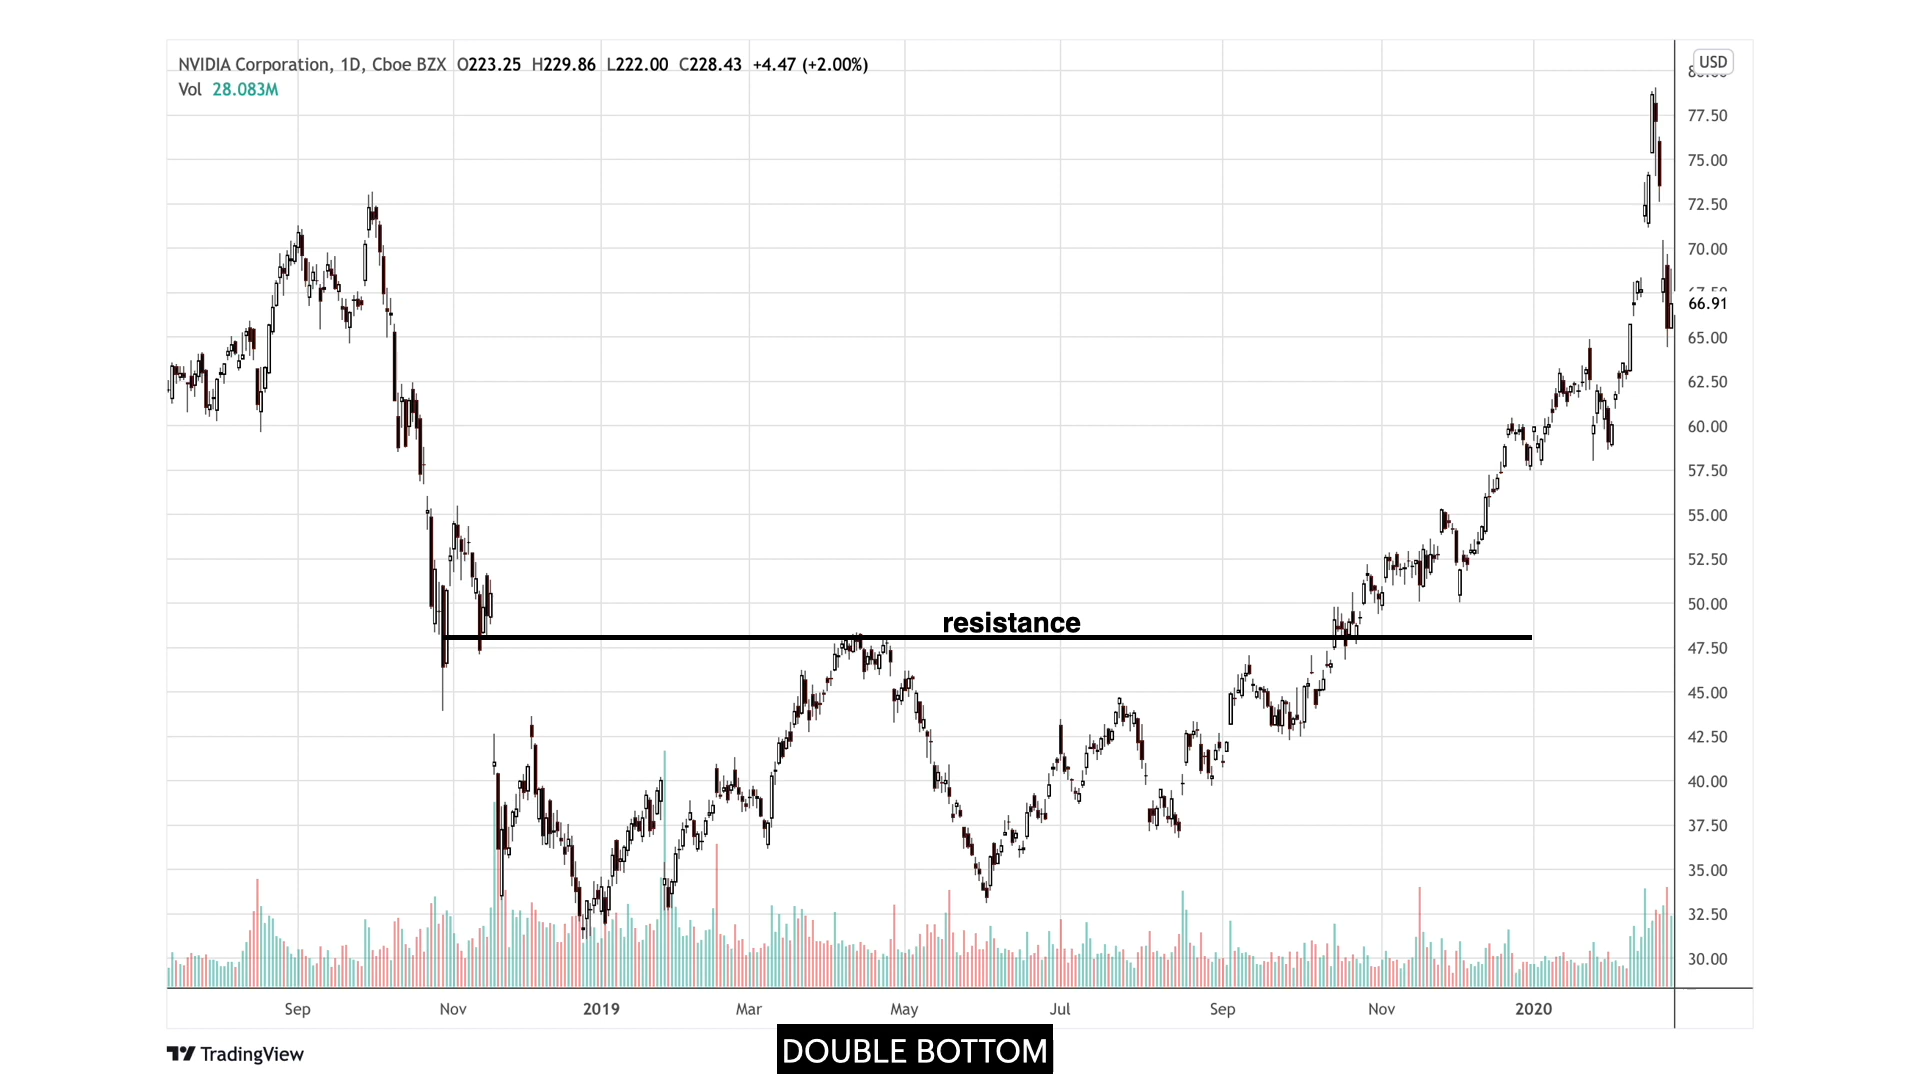 NVIDIA Corporation, 1D, Cboe BZX O223.25 H229.86 L222.00 C228.43 +4.47 (+2.00%)
Vol 28.083M
USD
77.50
75.00
72.50
70.00
66.91
65.00
62.50
60.00
57.50
55.00
52.50
50.00
resistance
47.50
45.00
42.50
40.00
37.50
35.00
32.50
30.00
Sep Nov 2019 Mar May Jul Sep Nov 2020
TradingView
DOUBLE BOTTOM